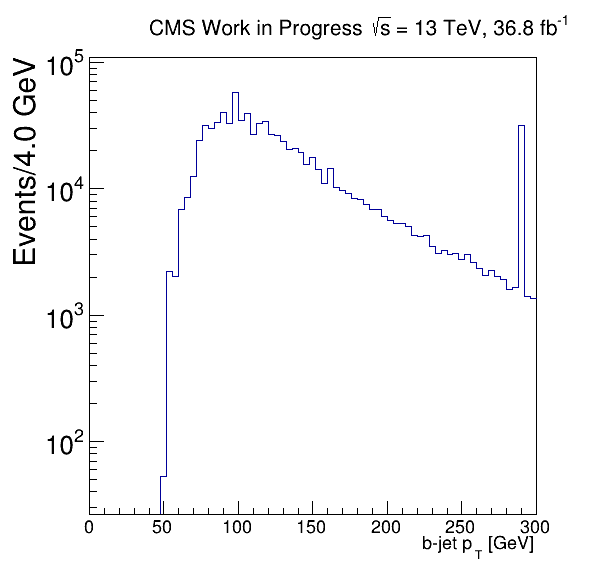 CMS Work in Progress √s = 13 TeV, 36.8 fb⁻¹
Events/4.0 GeV
10⁵
10⁴
10³
10²
0 50 100 150 200 250 300
b-jet p_T [GeV]